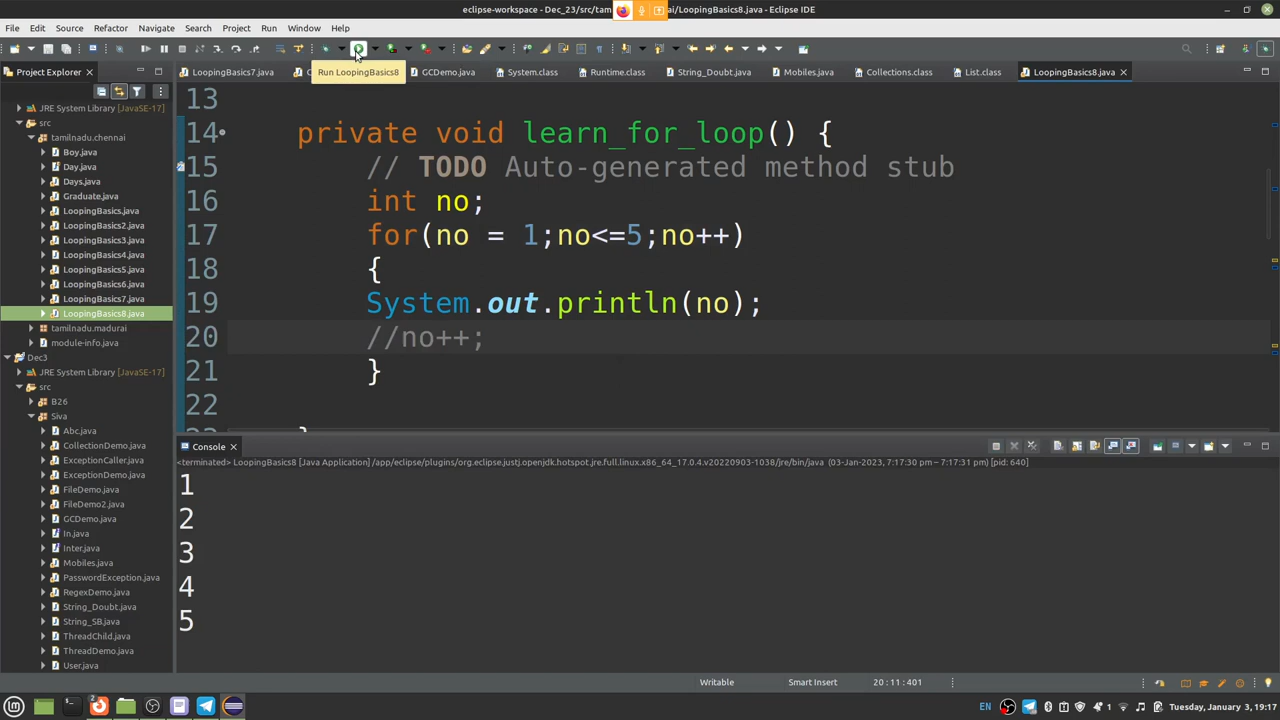 eclipse-workspace - Dec_23/src/tam
ai/LoopingBasics8.java - Eclipse IDE
File Edit Source Refactor Navigate Search Project Run Window Help
Project Explorer
LoopingBasics7.java
Run LoopingBasics8
GCDemo.java
System.class
Runtime.class
String_Doubt.java
Mobiles.java
Collections.class
List.class
LoopingBasics8.java
JRE System Library [JavaSE-17]
src
tamilnadu.chennai
Boy.java
Day.java
Days.java
Graduate.java
LoopingBasics.java
LoopingBasics2.java
LoopingBasics3.java
LoopingBasics4.java
LoopingBasics5.java
LoopingBasics6.java
LoopingBasics7.java
LoopingBasics8.java
tamilnadu.madurai
module-info.java
Dec3
JRE System Library [JavaSE-17]
src
B26
Siva
Abc.java
CollectionDemo.java
ExceptionCaller.java
ExceptionDemo.java
FileDemo.java
FileDemo2.java
GCDemo.java
In.java
Inter.java
Mobiles.java
PasswordException.java
RegexDemo.java
String_Doubt.java
String_SB.java
ThreadChild.java
ThreadDemo.java
User.java
13
14 private void learn_for_loop() {
15 // TODO Auto-generated method stub
16 int no;
17 for(no = 1;no<=5;no++)
18 {
19 System.out.println(no);
20 //no++;
21 }
22
Console
<terminated> LoopingBasics8 [Java Application] /app/eclipse/plugins/org.eclipse.justj.openjdk.hotspot.jre.full.linux.x86_64_17.0.4.v20220903-1038/jre/bin/java (03-Jan-2023, 7:17:30 pm – 7:17:31 pm) [pid: 640]
1
2
3
4
5
Writable
Smart Insert
20 : 11 : 401
2
EN
1
Tuesday, January 3, 19:17